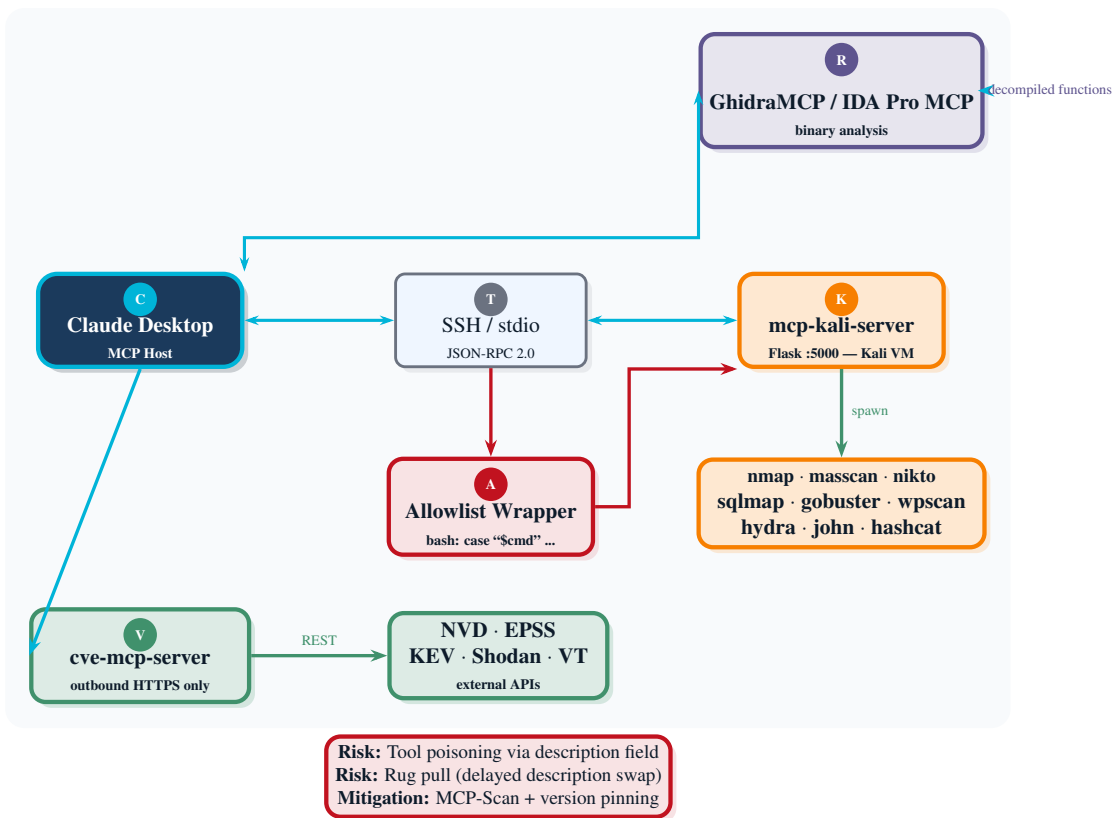 R
GhidraMCP / IDA Pro MCP
binary analysis
decompiled functions
C
Claude Desktop
MCP Host
T
SSH / stdio
JSON-RPC 2.0
K
mcp-kali-server
Flask :5000 — Kali VM
spawn
A
Allowlist Wrapper
bash: case “$cmd” ...
nmap · masscan · nikto
sqlmap · gobuster · wpscan
hydra · john · hashcat
V
cve-mcp-server
outbound HTTPS only
REST
NVD · EPSS
KEV · Shodan · VT
external APIs
Risk: Tool poisoning via description field
Risk: Rug pull (delayed description swap)
Mitigation: MCP-Scan + version pinning